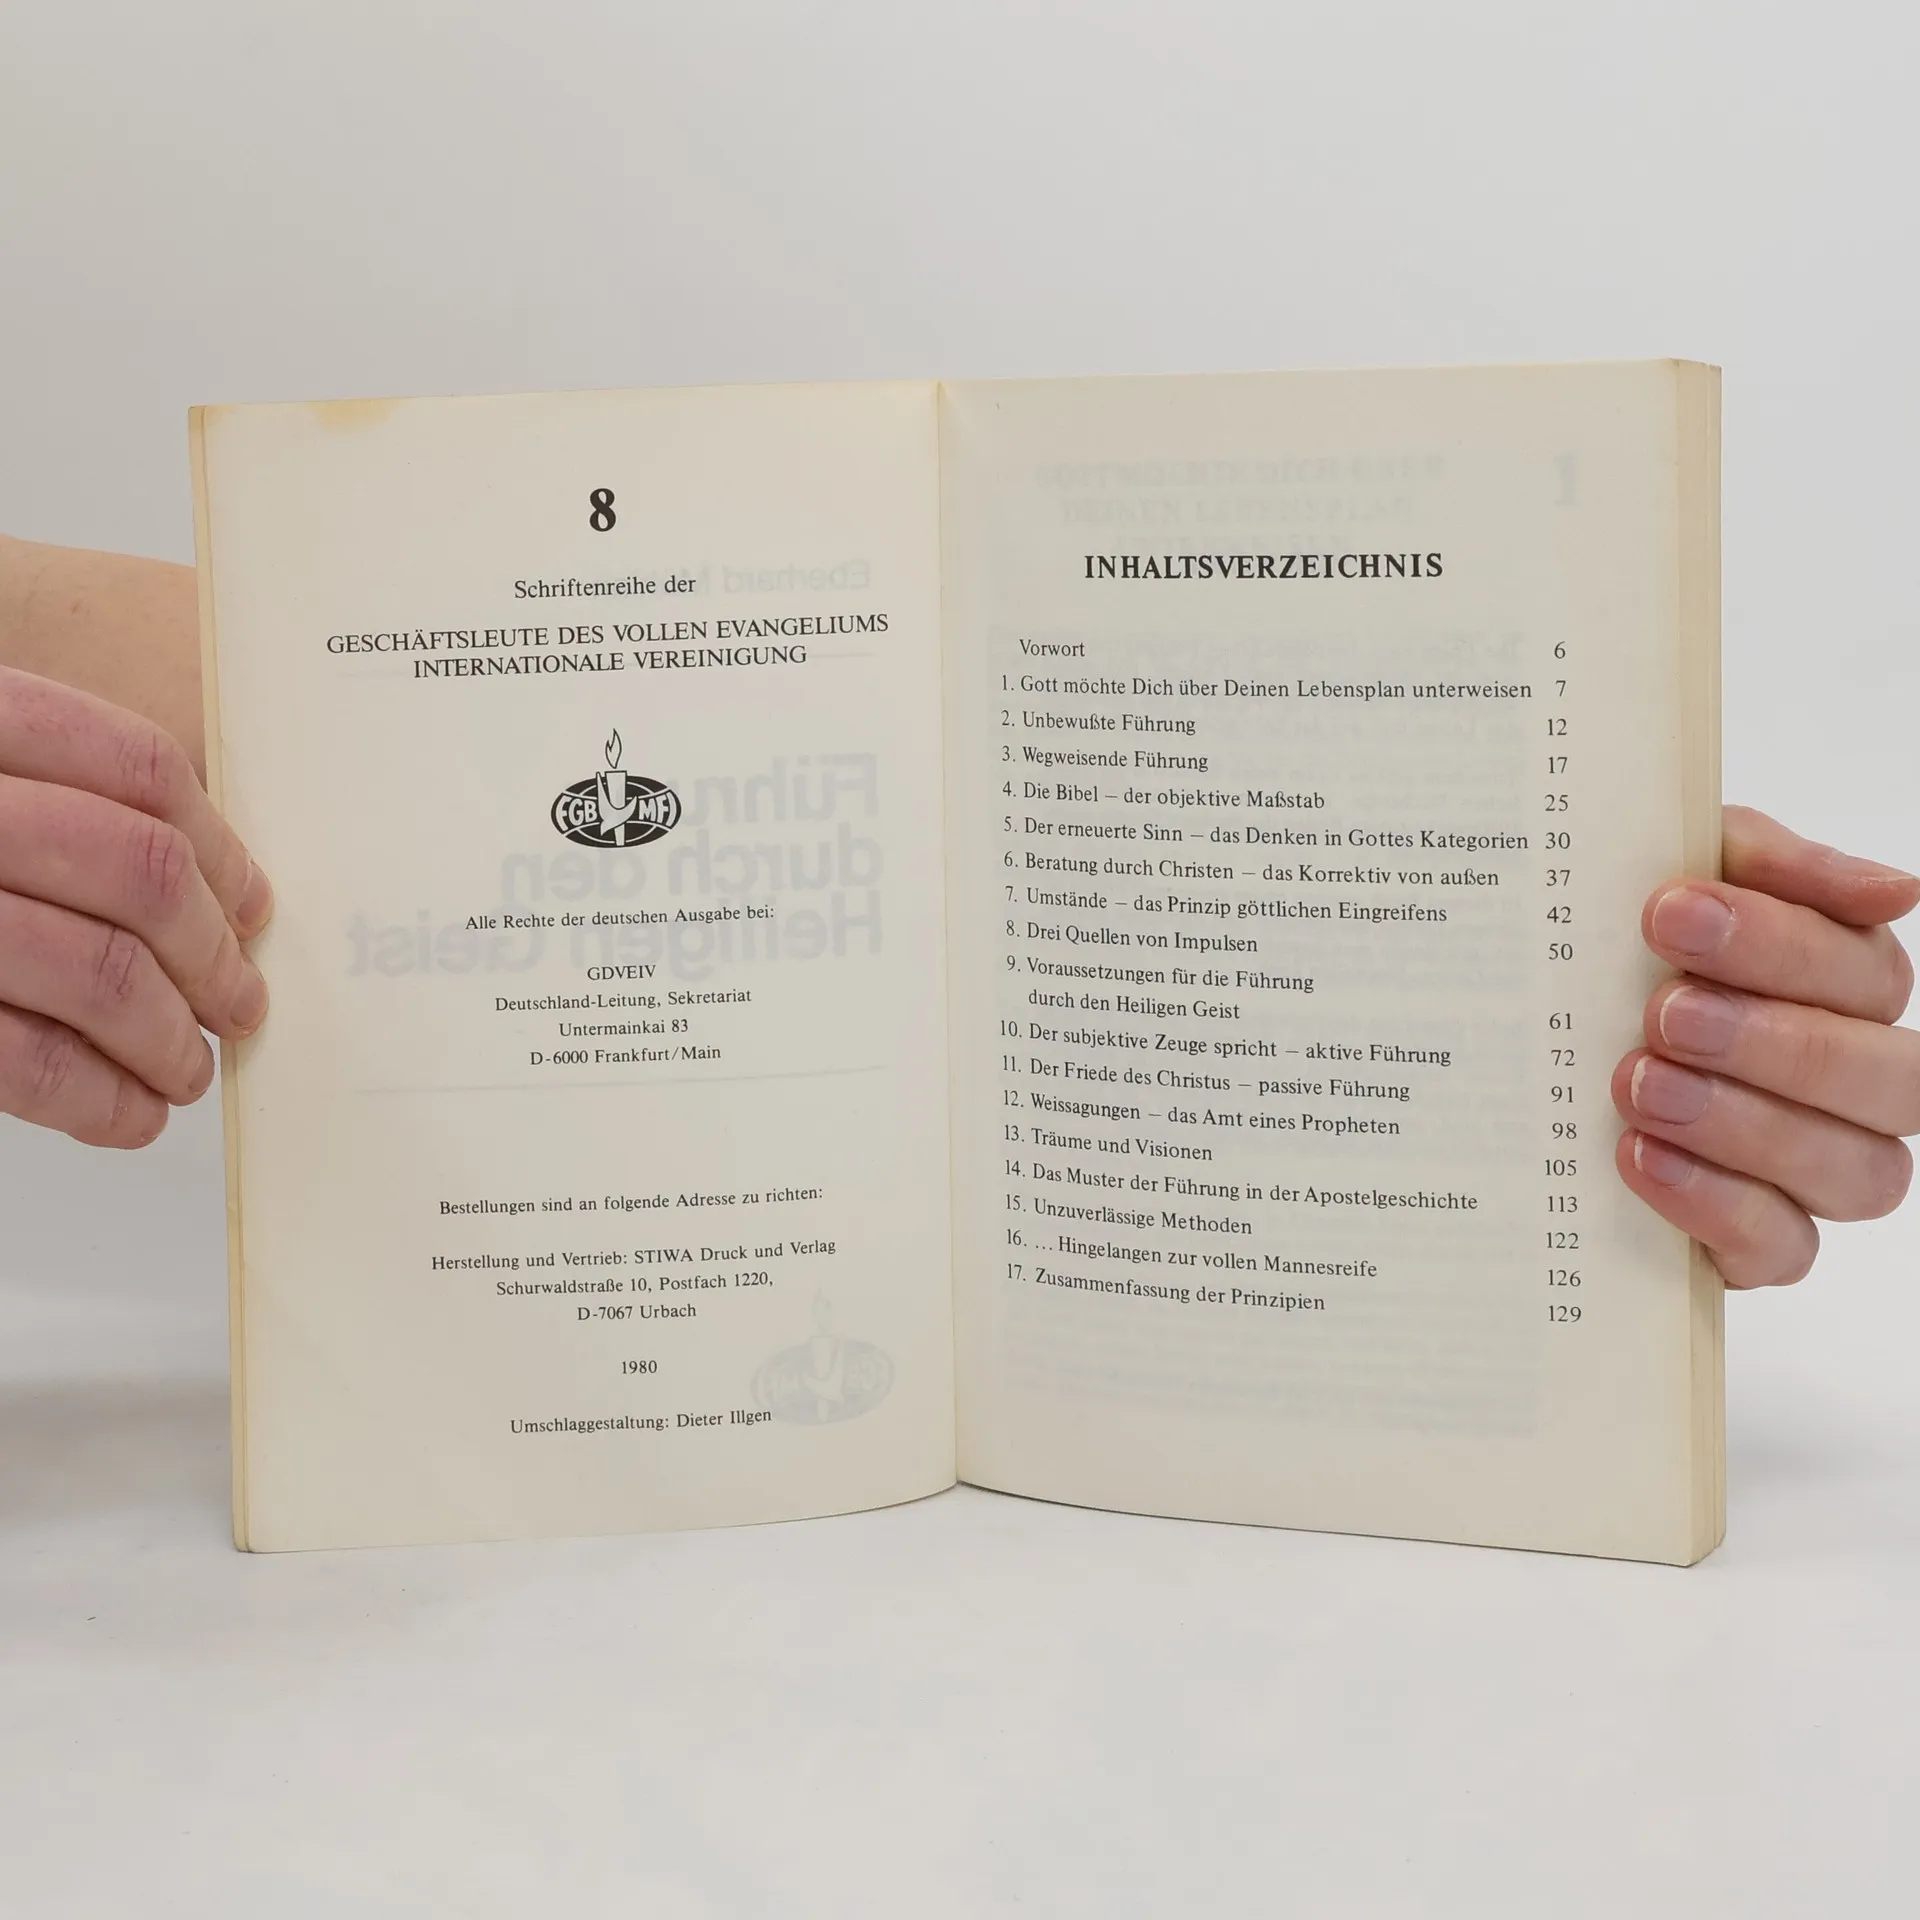 8
Schriftenreihe der
GESCHÄFTSLEUTE DES VOLLEN EVANGELIUMS
INTERNATIONALE VEREINIGUNG
FGB MFI
Alle Rechte der deutschen Ausgabe bei:
GDVEIV
Deutschland-Leitung, Sekretariat
Untermainkai 83
D-6000 Frankfurt/Main
Bestellungen sind an folgende Adresse zu richten:
Herstellung und Vertrieb: STIWA Druck und Verlag
Schurwaldstraße 10, Postfach 1220,
D-7067 Urbach
1980
Umschlaggestaltung: Dieter Illgen
INHALTSVERZEICHNIS
Vorwort 6
1. Gott möchte Dich über Deinen Lebensplan unterweisen 7
2. Unbewußte Führung 12
3. Wegweisende Führung 17
4. Die Bibel – der objektive Maßstab 25
5. Der erneuerte Sinn – das Denken in Gottes Kategorien 30
6. Beratung durch Christen – das Korrektiv von außen 37
7. Umstände – das Prinzip göttlichen Eingreifens 42
8. Drei Quellen von Impulsen 50
9. Voraussetzungen für die Führung
durch den Heiligen Geist 61
10. Der subjektive Zeuge spricht – aktive Führung 72
11. Der Friede des Christus – passive Führung 91
12. Weissagungen – das Amt eines Propheten 98
13. Träume und Visionen 105
14. Das Muster der Führung in der Apostelgeschichte 113
15. Unzuverlässige Methoden 122
16. ... Hingelangen zur vollen Mannesreife 126
17. Zusammenfassung der Prinzipien 129